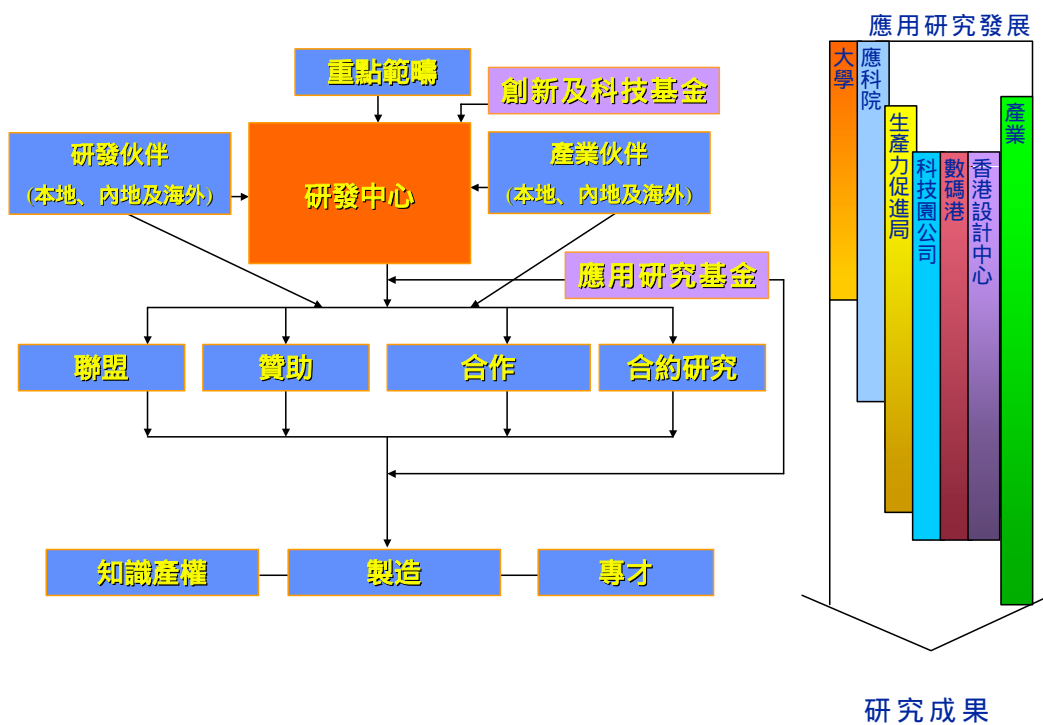 應用研究發展
重點範疇
創新及科技基金
研發伙伴
(本地、內地及海外)
研發中心
產業伙伴
(本地、內地及海外)
應用研究基金
聯盟
贊助
合作
合約研究
知識產權
製造
專才
大學
應科院
生產力促進局
科技園公司
數碼港
香港設計中心
產業
研究成果